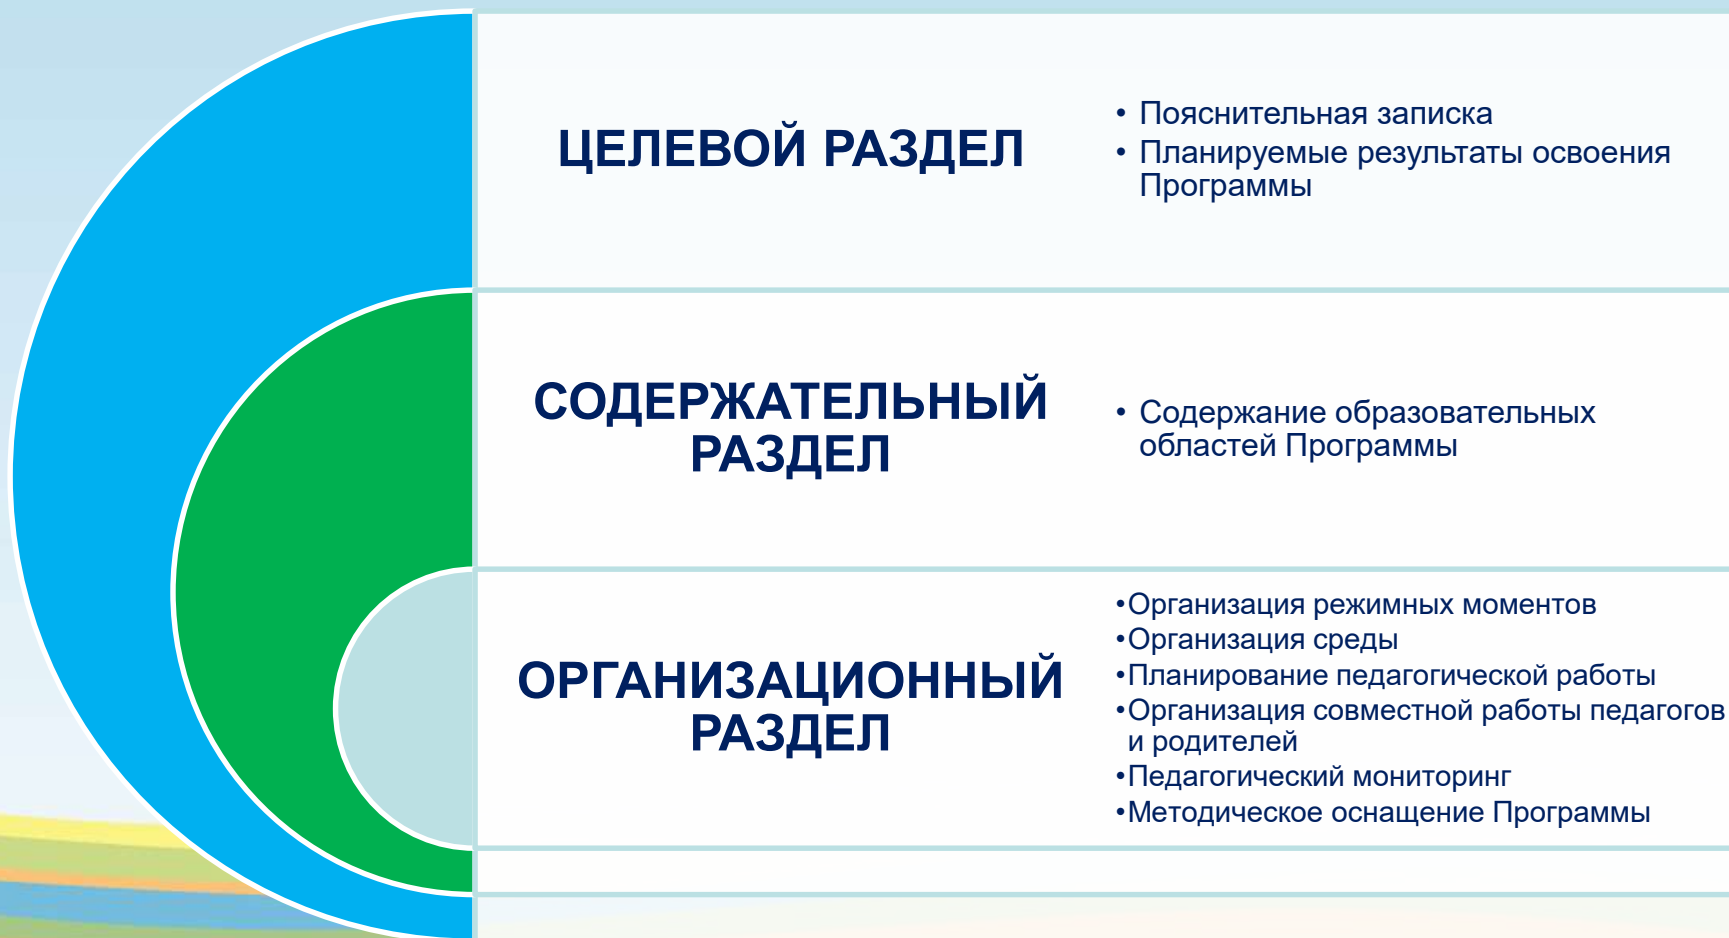 ЦЕЛЕВОЙ РАЗДЕЛ
• Пояснительная записка
• Планируемые результаты освоения
Программы
СОДЕРЖАТЕЛЬНЫЙ
РАЗДЕЛ
• Содержание образовательных
областей Программы
ОРГАНИЗАЦИОННЫЙ
РАЗДЕЛ
•Организация режимных моментов
•Организация среды
•Планирование педагогической работы
•Организация совместной работы педагогов
и родителей
•Педагогический мониторинг
•Методическое оснащение Программы